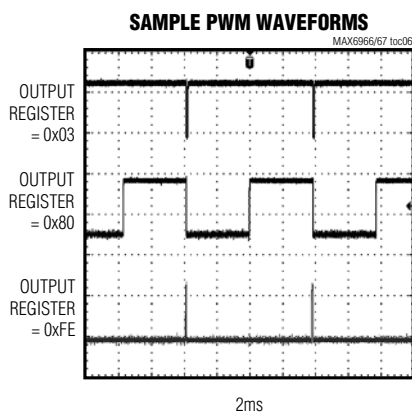 SAMPLE PWM WAVEFORMS
MAX6966/67 toc06
T
OUTPUT
REGISTER
= 0x03
OUTPUT
REGISTER
= 0x80
OUTPUT
REGISTER
= 0xFE
2ms